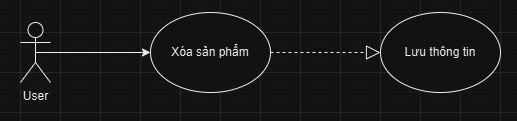 Xóa sản phẩm
Lưu thông tin
User